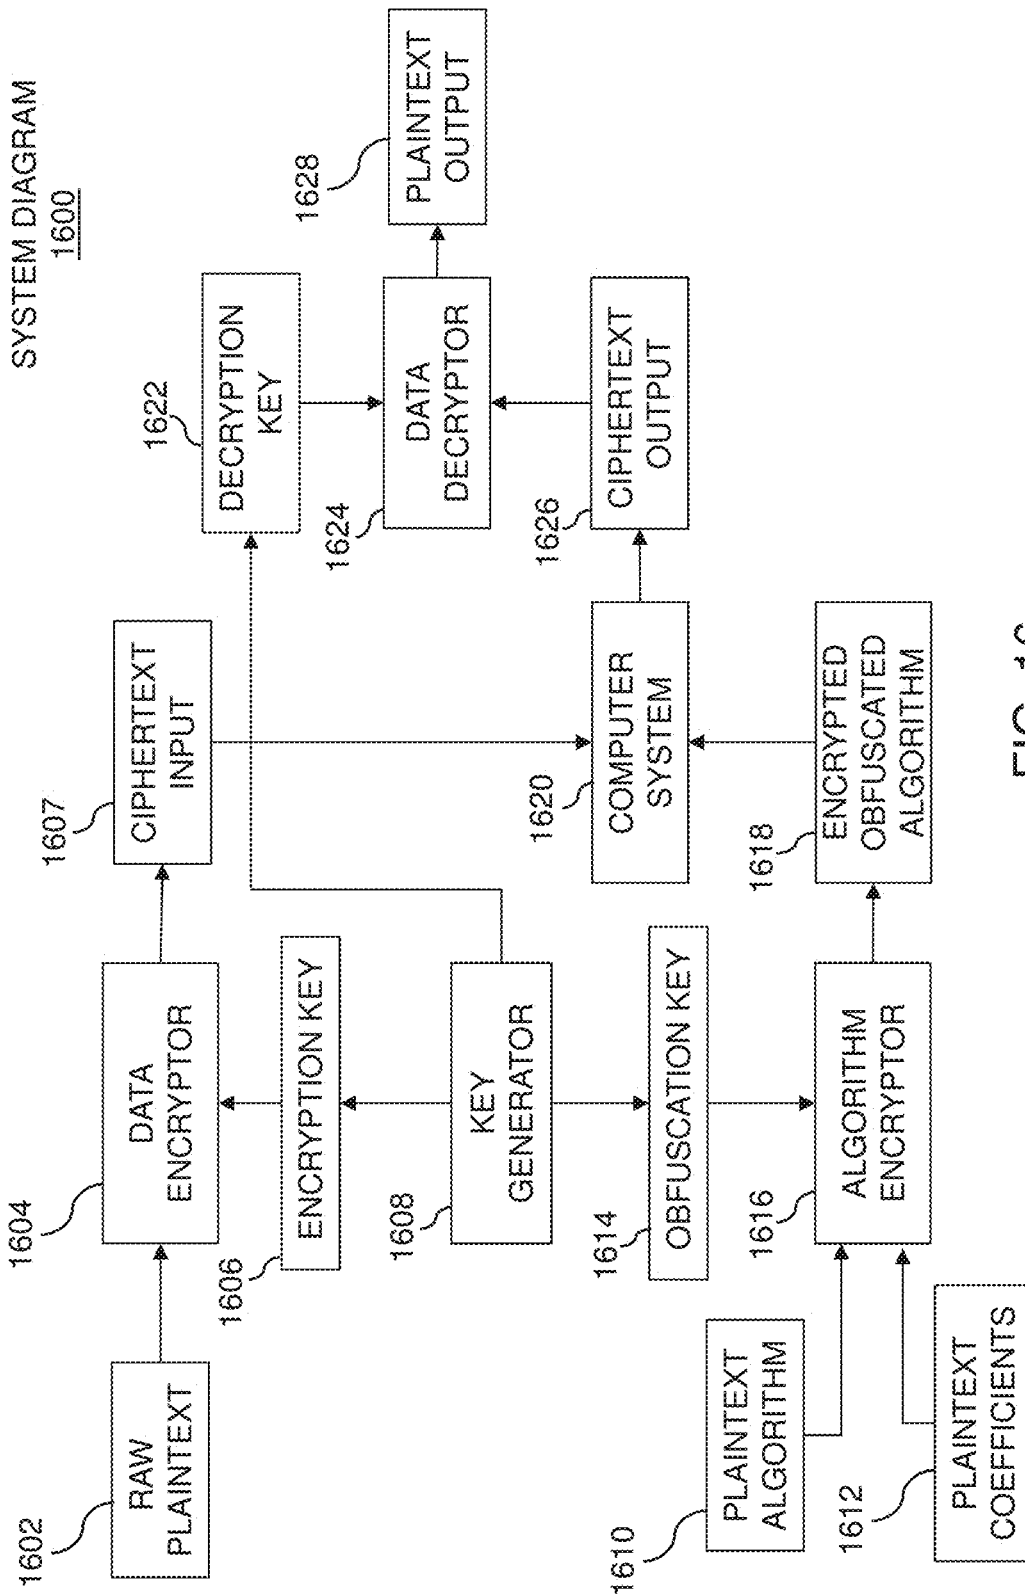 SYSTEM DIAGRAM
1600
1602
RAW
PLAINTEXT
1604
DATA
ENCRYPTOR
1607
CIPHERTEXT
INPUT
1606
ENCRYPTION KEY
1622
DECRYPTION
KEY
1608
KEY
GENERATOR
1624
DATA
DECRYPTOR
1628
PLAINTEXT
OUTPUT
1614
OBFUSCATION KEY
1620
COMPUTER
SYSTEM
1626
CIPHERTEXT
OUTPUT
1610
PLAINTEXT
ALGORITHM
1616
ALGORITHM
ENCRYPTOR
1618
ENCRYPTED
OBFUSCATED
ALGORITHM
1612
PLAINTEXT
COEFFICIENTS
FIG.